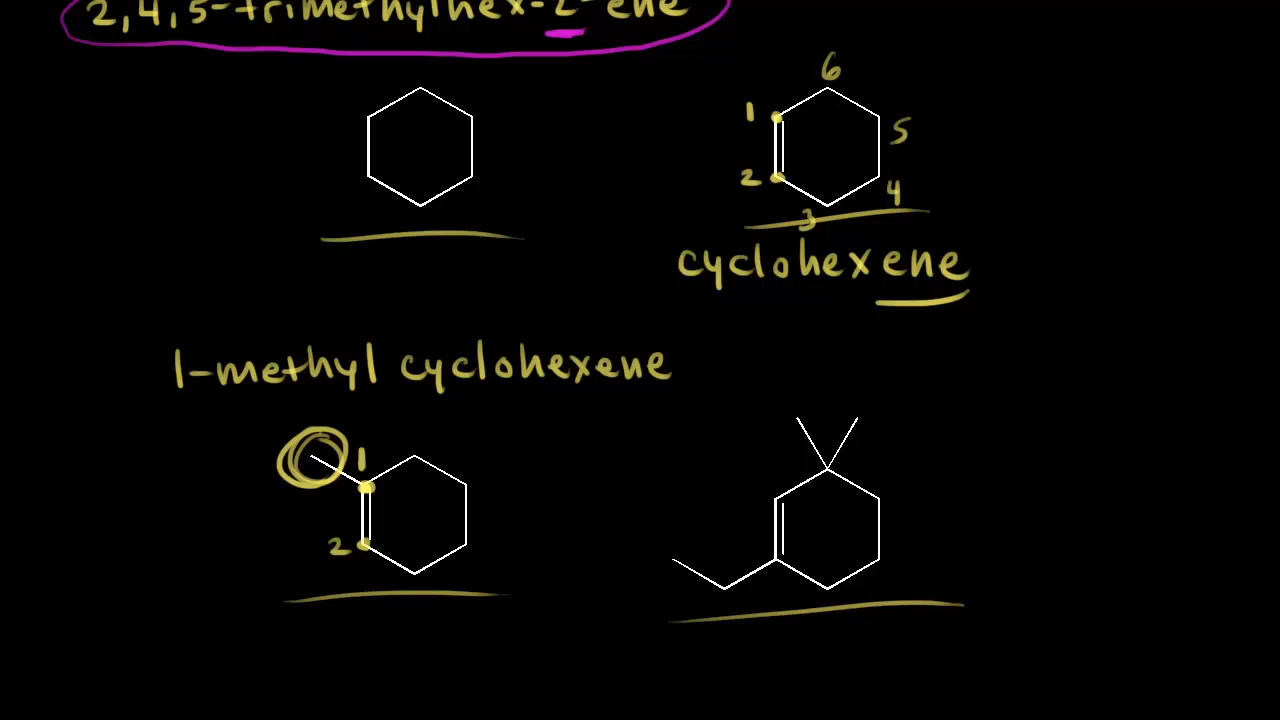 2,4,5-trimethylhex-2-ene
6
1
5
2
4
3
cyclohexene
1-methyl cyclohexene
1
2